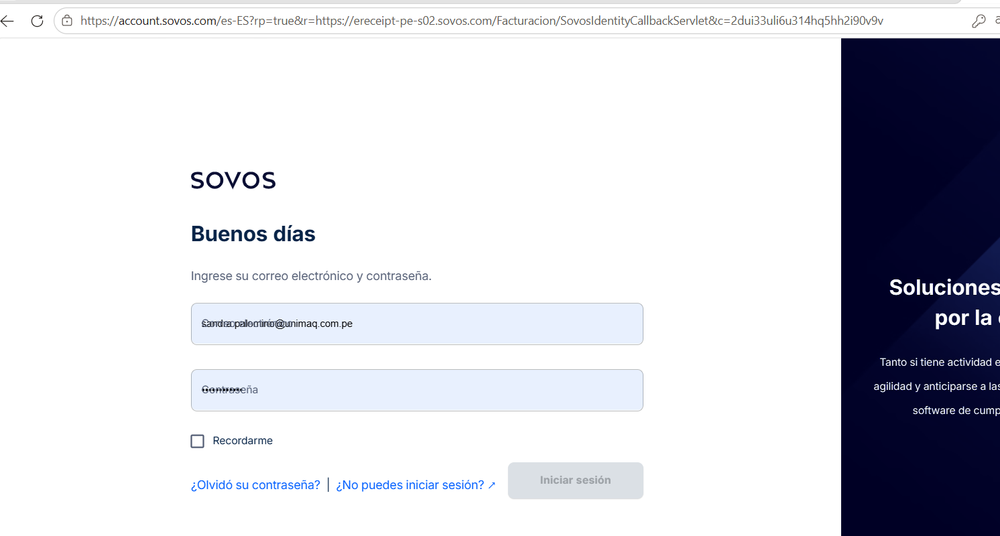 https://account.sovos.com/es-ES?rp=true&r=https://ereceipt-pe-s02.sovos.com/Facturacion/SovosIdentityCallbackServlet&c=2dui33uli6u314hq5hh2i90v9v
SOVOS
Buenos días
Ingrese su correo electrónico y contraseña.
Correo electrónico
sandra.palomino@unimaq.com.pe
Contraseña
Recordarme
¿Olvidó su contraseña? | ¿No puedes iniciar sesión? ↗
Iniciar sesión
Soluciones
por la
Tanto si tiene actividad e
agilidad y anticiparse a las
software de cump